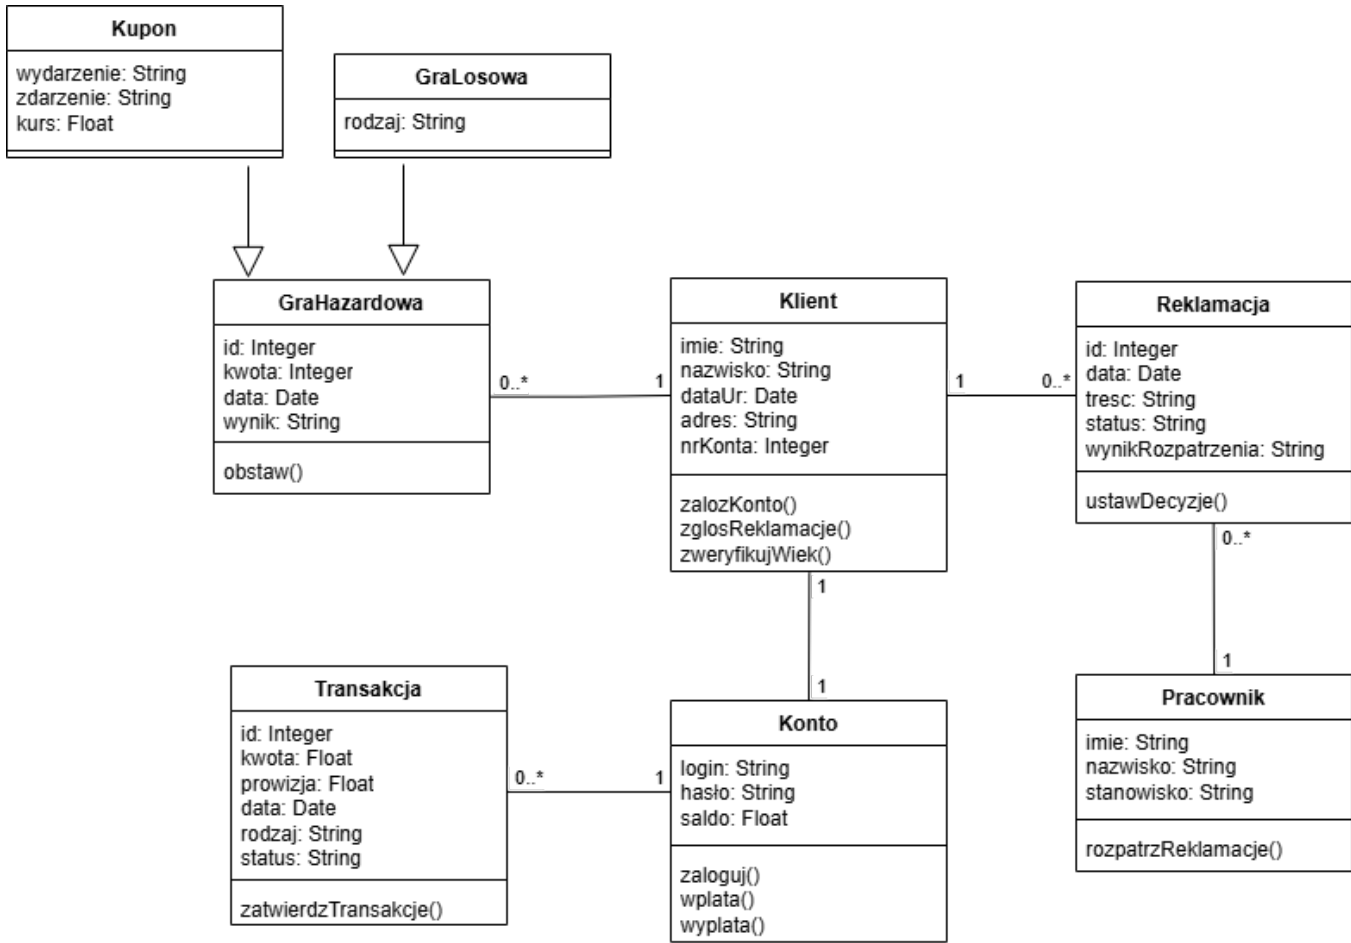 Kupon
wydarzenie: String
zdarzenie: String
kurs: Float
GraLosowa
rodzaj: String
GraHazardowa
id: Integer
kwota: Integer
data: Date
wynik: String
obstaw()
0..*
1
Klient
imie: String
nazwisko: String
dataUr: Date
adres: String
nrKonta: Integer
zalozKonto()
zglosReklamacje()
zweryfikujWiek()
1
0..*
Reklamacja
id: Integer
data: Date
tresc: String
status: String
wynikRozpatrzenia: String
ustawDecyzje()
0..*
1
1
1
Transakcja
id: Integer
kwota: Float
prowizja: Float
data: Date
rodzaj: String
status: String
zatwierdzTransakcje()
0..*
1
Konto
login: String
hasło: String
saldo: Float
zaloguj()
wplata()
wyplata()
Pracownik
imie: String
nazwisko: String
stanowisko: String
rozpatrzReklamacje()